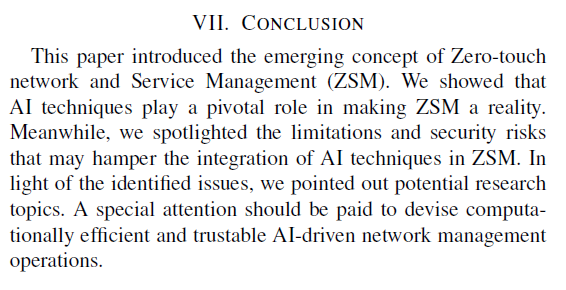 VII. CONCLUSION
This paper introduced the emerging concept of Zero-touch
network and Service Management (ZSM). We showed that
AI techniques play a pivotal role in making ZSM a reality.
Meanwhile, we spotlighted the limitations and security risks
that may hamper the integration of AI techniques in ZSM. In
light of the identified issues, we pointed out potential research
topics. A special attention should be paid to devise computa-
tionally efficient and trustable AI-driven network management
operations.